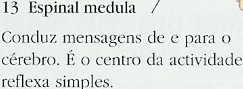 13 Espinal medula
Conduz mensagens de e para o
cérebro. É o centro da actividade
reflexa simples.